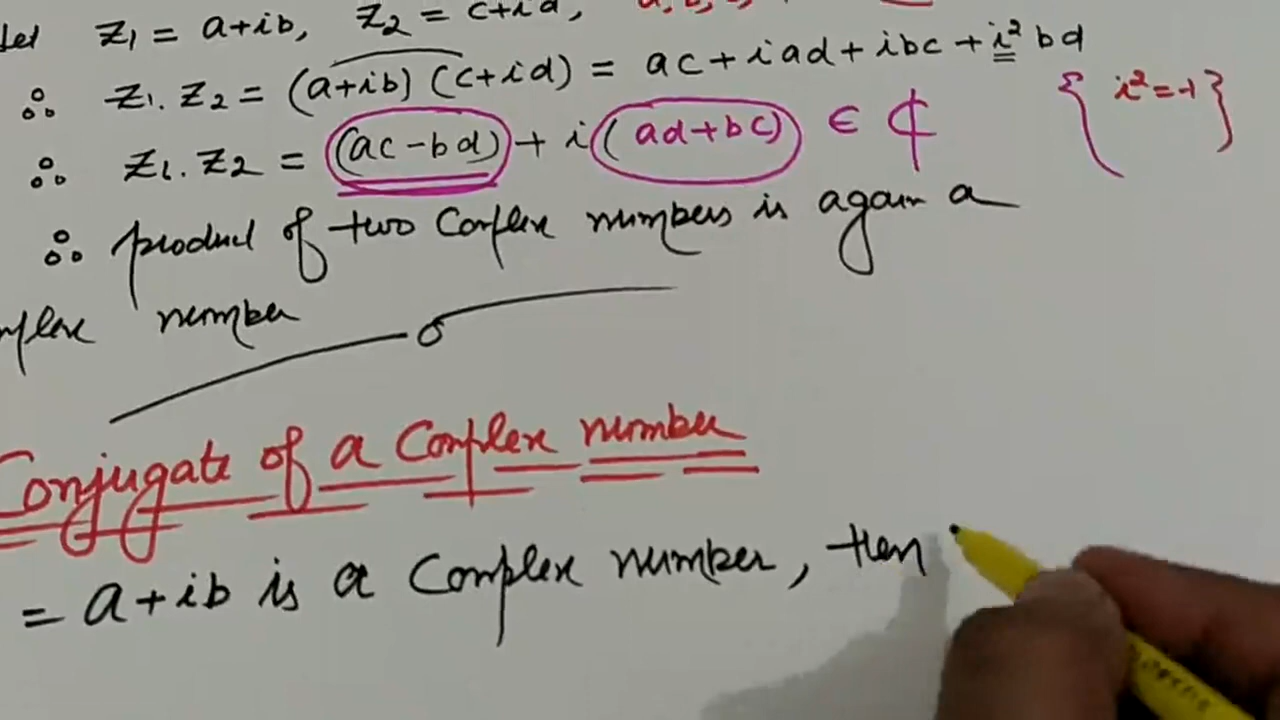 Let z₁ = a+ib, z₂ = c+id,
∴ z₁.z₂ = (a+ib) (c+id) = ac + iad + ibc + i² bd
{ i² = -1 }
∴ z₁.z₂ = (ac - bd) + i (ad + bc) ∈ ℂ
∴ product of two Complex numbers is again a
mplex number
Conjugate of a Complex number
= a+ib is a Complex number, then